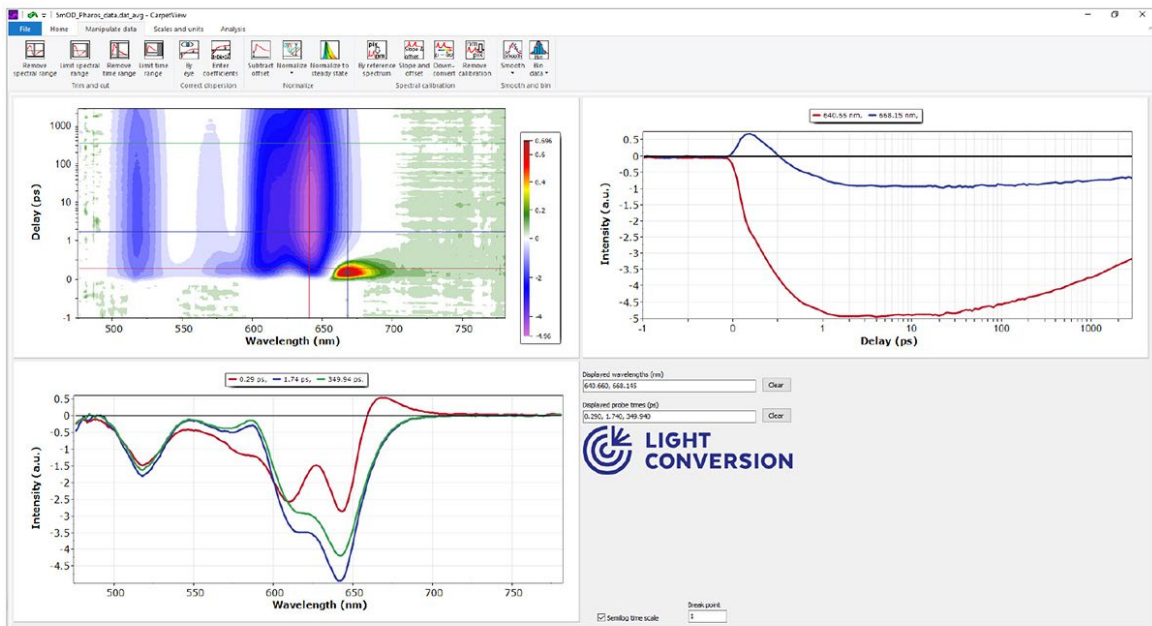 5mOD_Pharos_data.dat_avg - CarpetView
File Home Manipulate data Scales and units Analysis
Remove spectral range
Limit spectral range
Remove time range
Limit time range
By eye
Enter coefficients
Subtract offset
Normalize
Normalize to steady state
By reference spectrum
Slope and offset
Down-convert
Remove calibration
Smooth
Bin data
Trim and cut
Correct dispersion
Normalize
Spectral calibration
Smooth and bin
Delay (ps)
1000
100
10
1
0
-1
500 550 600 650 700 750
Wavelength (nm)
0.696
0.6
0.4
0.2
0
-2
-4
-4.96
640.66 nm, 668.15 nm,
Intensity (a.u.)
0.5
0
-0.5
-1
-1.5
-2
-2.5
-3
-3.5
-4
-4.5
-5
-1 0 1 10 100 1000
Delay (ps)
0.29 ps, 1.74 ps, 349.94 ps,
Intensity (a.u.)
0.5
0
-0.5
-1
-1.5
-2
-2.5
-3
-3.5
-4
-4.5
500 550 600 650 700 750
Wavelength (nm)
Displayed wavelengths (nm)
640.660, 668.145 Clear
Displayed probe times (ps)
0.290, 1.740, 349.940 Clear
LIGHT
CONVERSION
Semilog time scale
Break point
1